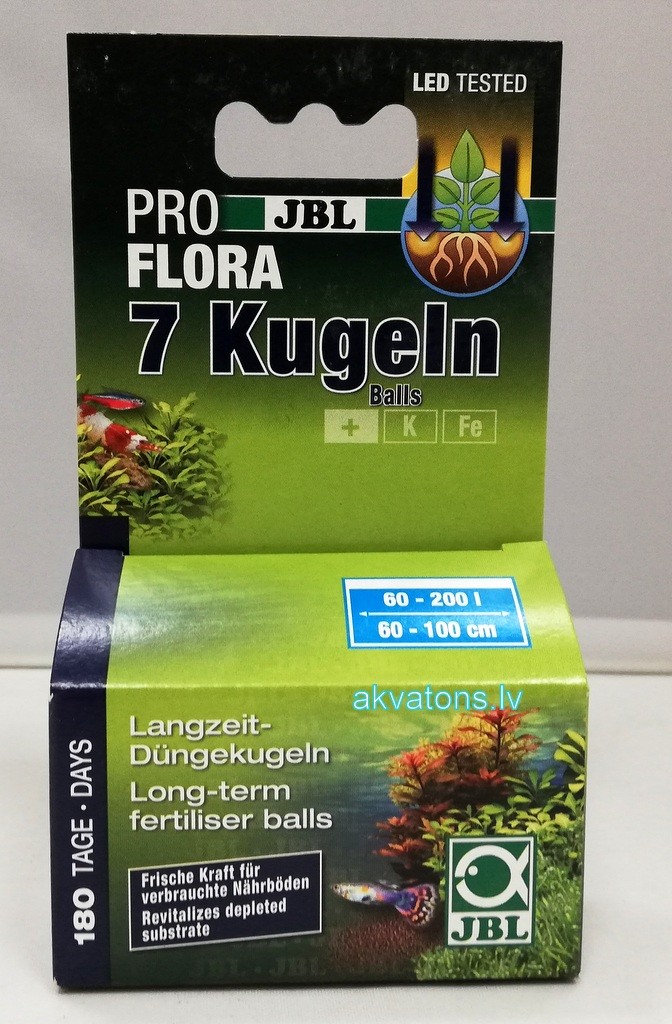 LED TESTED
PRO
JBL
FLORA
7 Kugeln
Balls
+ K Fe
60 - 200 l
60 - 100 cm
akvatons.lv
Langzeit-
Düngekugeln
Long-term
fertiliser balls
Frische Kraft für
verbrauchte Nährböden
Revitalizes depleted
substrate
180 TAGE · DAYS
JBL